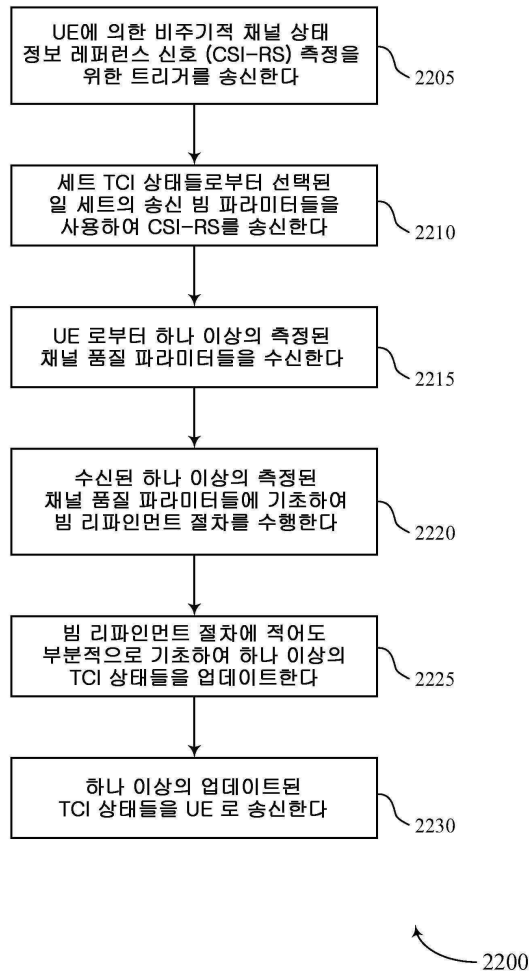 UE에 의한 비주기적 채널 상태
정보 레퍼런스 신호 (CSI-RS) 측정을
위한 트리거를 송신한다
2205
세트 TCI 상태들로부터 선택된
일 세트의 송신 빔 파라미터들을
사용하여 CSI-RS를 송신한다
2210
UE 로부터 하나 이상의 측정된
채널 품질 파라미터들을 수신한다
2215
수신된 하나 이상의 측정된
채널 품질 파라미터들에 기초하여
빔 리파인먼트 절차를 수행한다
2220
빔 리파인먼트 절차에 적어도
부분적으로 기초하여 하나 이상의
TCI 상태들을 업데이트한다
2225
하나 이상의 업데이트된
TCI 상태들을 UE 로 송신한다
2230
2200